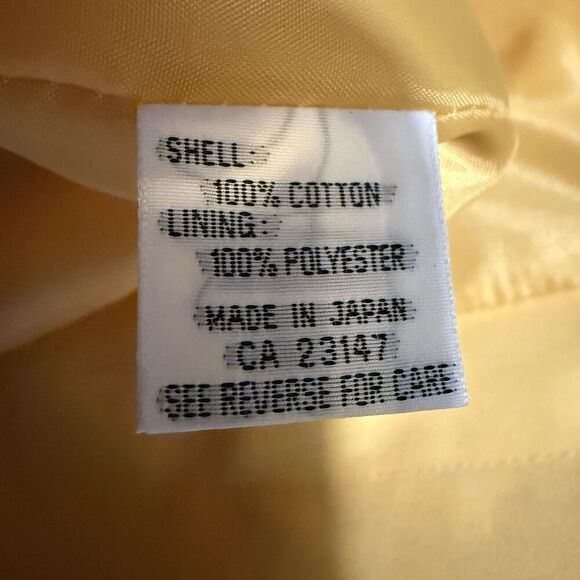 SHELL:
100% COTTON
LINING:
100% POLYESTER
MADE IN JAPAN
CA 23147
SEE REVERSE FOR CARE